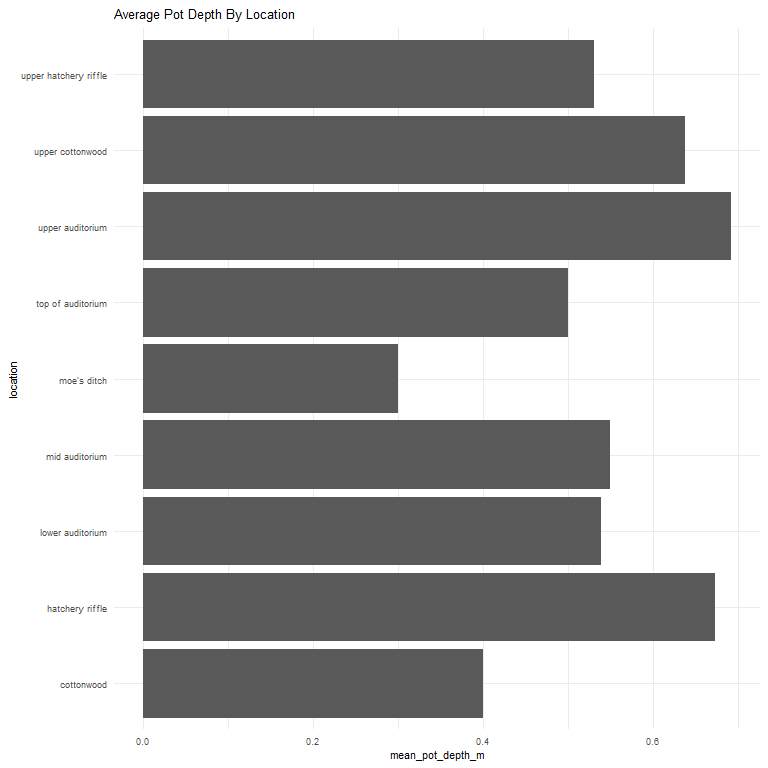 Average Pot Depth By Location
upper hatchery riffle
upper cottonwood
upper auditorium
top of auditorium
moe's ditch
mid auditorium
lower auditorium
hatchery riffle
cottonwood
location
0.0 0.2 0.4 0.6
mean_pot_depth_m